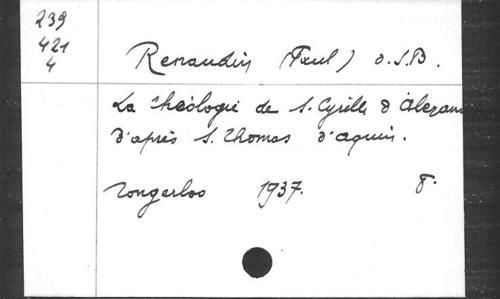 239
421
4
Renaudin (Paul) O.S.B.
La théologie de S. Cyrille d'Alexan
d'après S. Thomas d'Aquin.
Tongerloo 1937. 8.